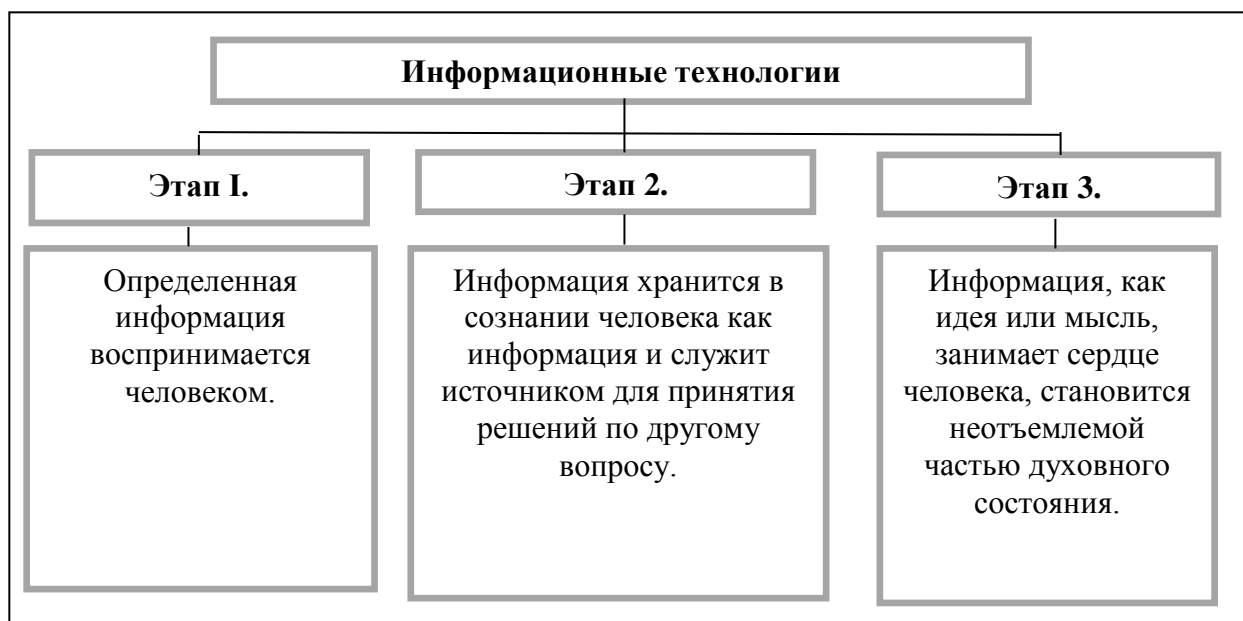 Информационные технологии
Этап I.
Определенная
информация
воспринимается
человеком.
Этап 2.
Информация хранится в
сознании человека как
информация и служит
источником для принятия
решений по другому
вопросу.
Этап 3.
Информация, как
идея или мысль,
занимает сердце
человека, становится
неотъемлемой
частью духовного
состояния.